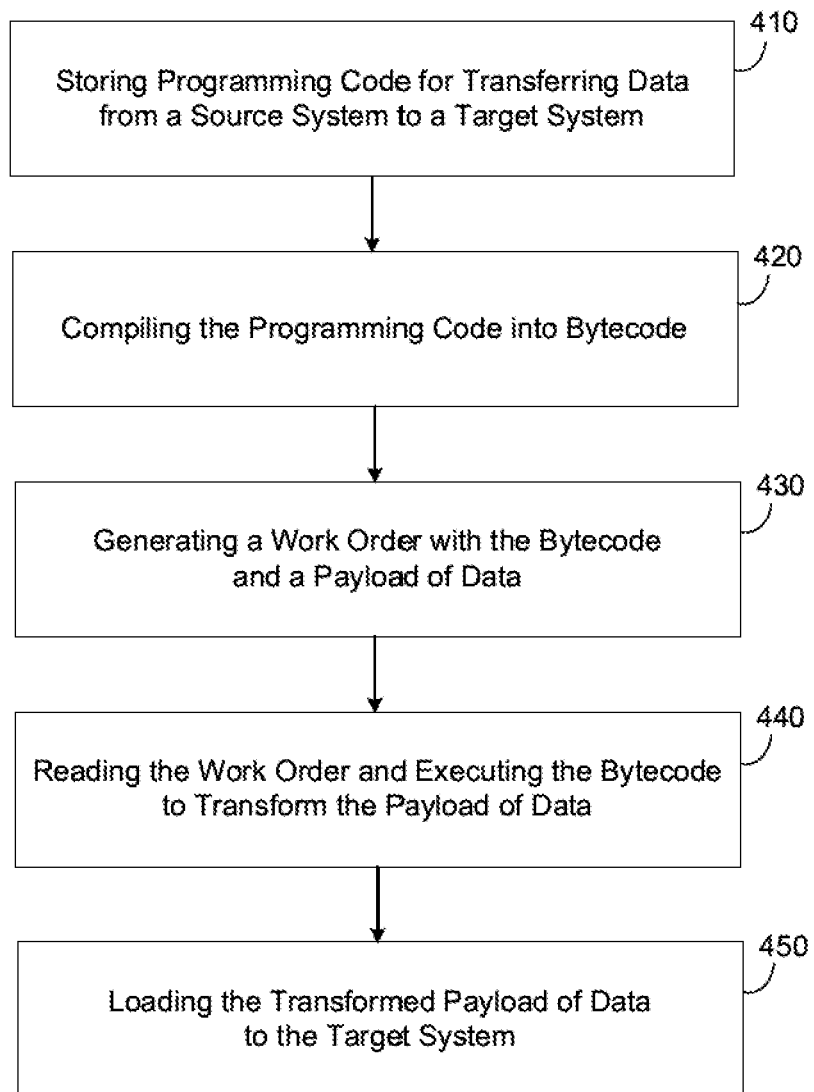 410
Storing Programming Code for Transferring Data
from a Source System to a Target System
420
Compiling the Programming Code into Bytecode
430
Generating a Work Order with the Bytecode
and a Payload of Data
440
Reading the Work Order and Executing the Bytecode
to Transform the Payload of Data
450
Loading the Transformed Payload of Data
to the Target System